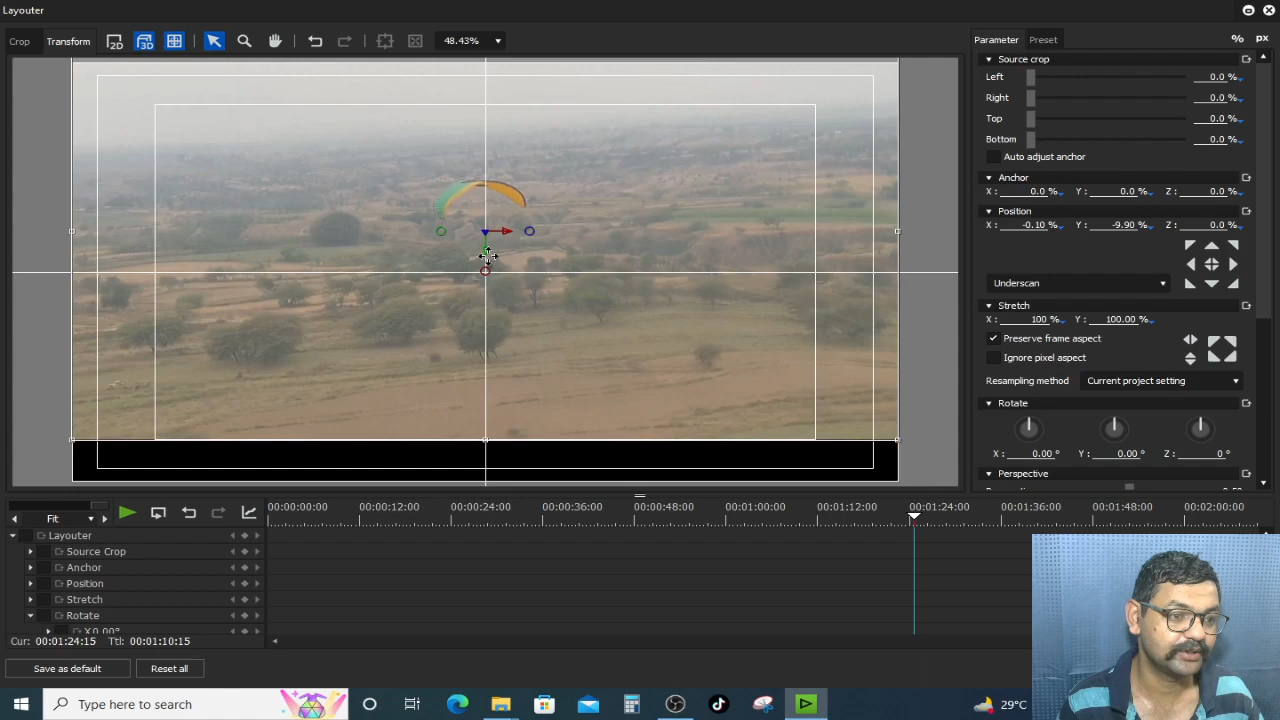 Layouter
Crop Transform 2D 3D 48.43%
Parameter Preset % px
Source crop
Left 0.0 %
Right 0.0 %
Top 0.0 %
Bottom 0.0 %
Auto adjust anchor
Anchor
X : 0.0 % Y : 0.0 % Z : 0.0 %
Position
X : -0.10 % Y : -9.90 % Z : 0.0 %
Underscan
Stretch
X : 100 % Y : 100.00 %
Preserve frame aspect
Ignore pixel aspect
Resampling method Current project setting
Rotate
X : 0.00 ° Y : 0.00 ° Z : 0 °
Perspective
Fit
00:00:00:00 00:00:12:00 00:00:24:00 00:00:36:00 00:00:48:00 00:01:00:00 00:01:12:00 00:01:24:00 00:01:36:00 00:01:48:00 00:02:00:00
Layouter
Source Crop
Anchor
Position
Stretch
Rotate
X 0.00°
Cur: 00:01:24:15 Ttl: 00:01:10:15
Save as default Reset all
Type here to search 29°C